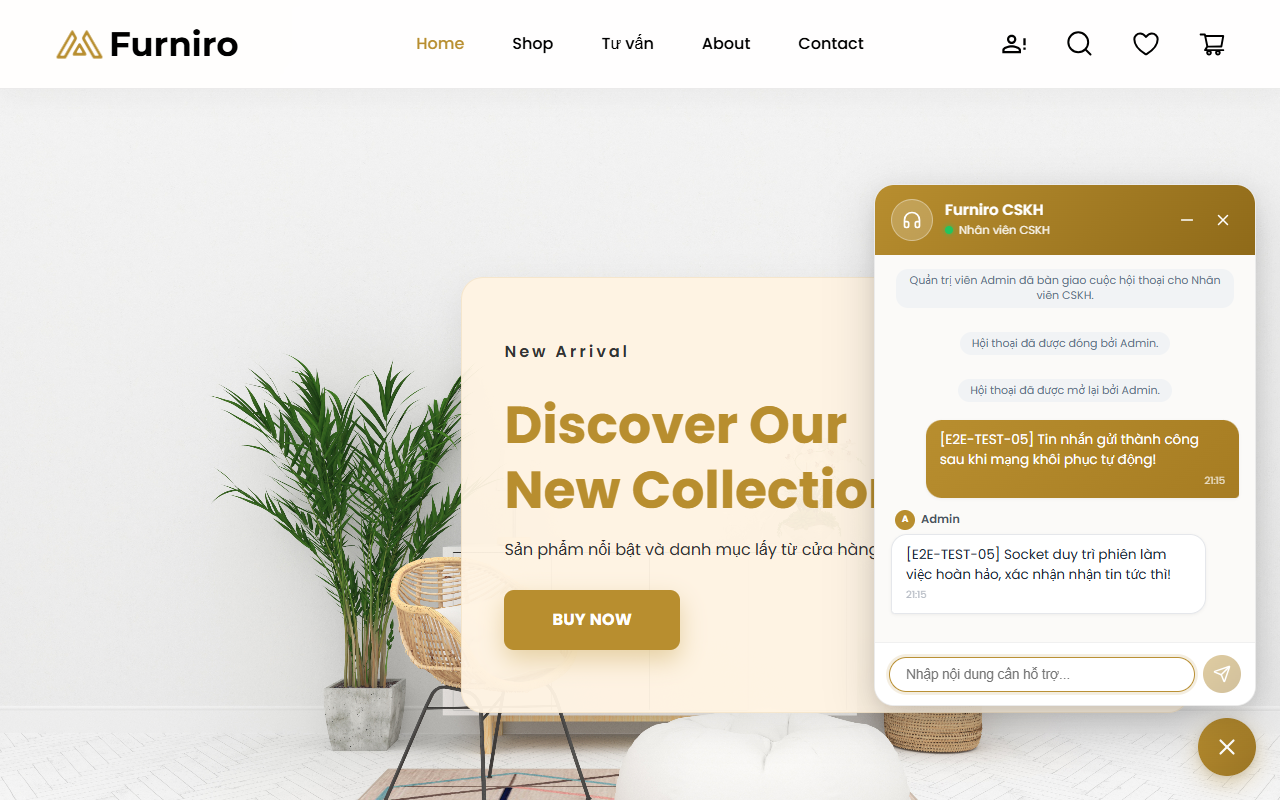 Furniro
Home
Shop
Tư vấn
About
Contact
New Arrival
Discover Our
New Collection
Sản phẩm nổi bật và danh mục lấy từ cửa hàng
BUY NOW
Furniro CSKH
Nhân viên CSKH
Quản trị viên Admin đã bàn giao cuộc hội thoại cho Nhân
viên CSKH.
Hội thoại đã được đóng bởi Admin.
Hội thoại đã được mở lại bởi Admin.
[E2E-TEST-05] Tin nhắn gửi thành công
sau khi mạng khôi phục tự động!
21:15
A Admin
[E2E-TEST-05] Socket duy trì phiên làm
việc hoàn hảo, xác nhận nhận tin tức thì!
21:15
Nhập nội dung cần hỗ trợ...